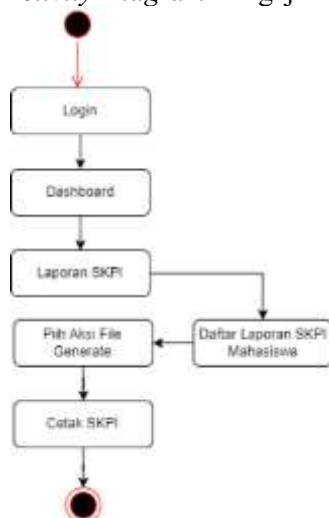 Login
Dashboard
Laporan SKPI
Daftar Laporan SKPI
Mahasiswa
Pilih Aksi File
Generate
Cetak SKPI